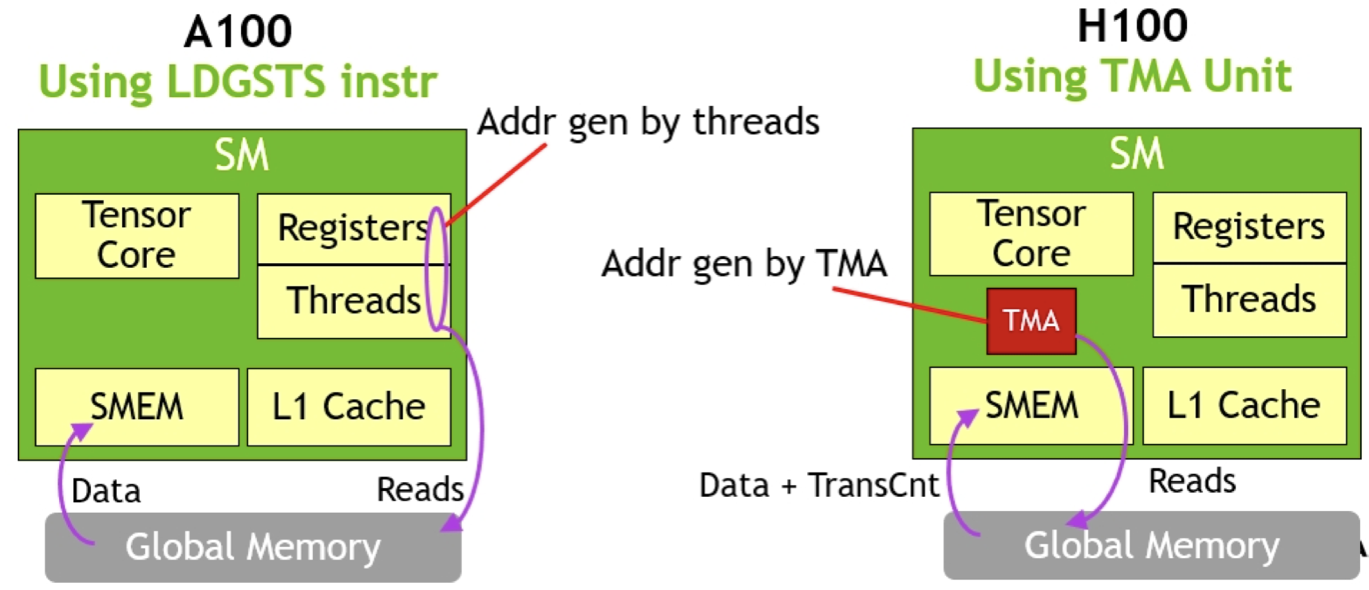 A100
Using LDGSTS instr
SM
Tensor
Core
Registers
Threads
SMEM
L1 Cache
Data
Reads
Global Memory
Addr gen by threads
Addr gen by TMA
H100
Using TMA Unit
SM
Tensor
Core
Registers
Threads
TMA
SMEM
L1 Cache
Data + TransCnt
Reads
Global Memory